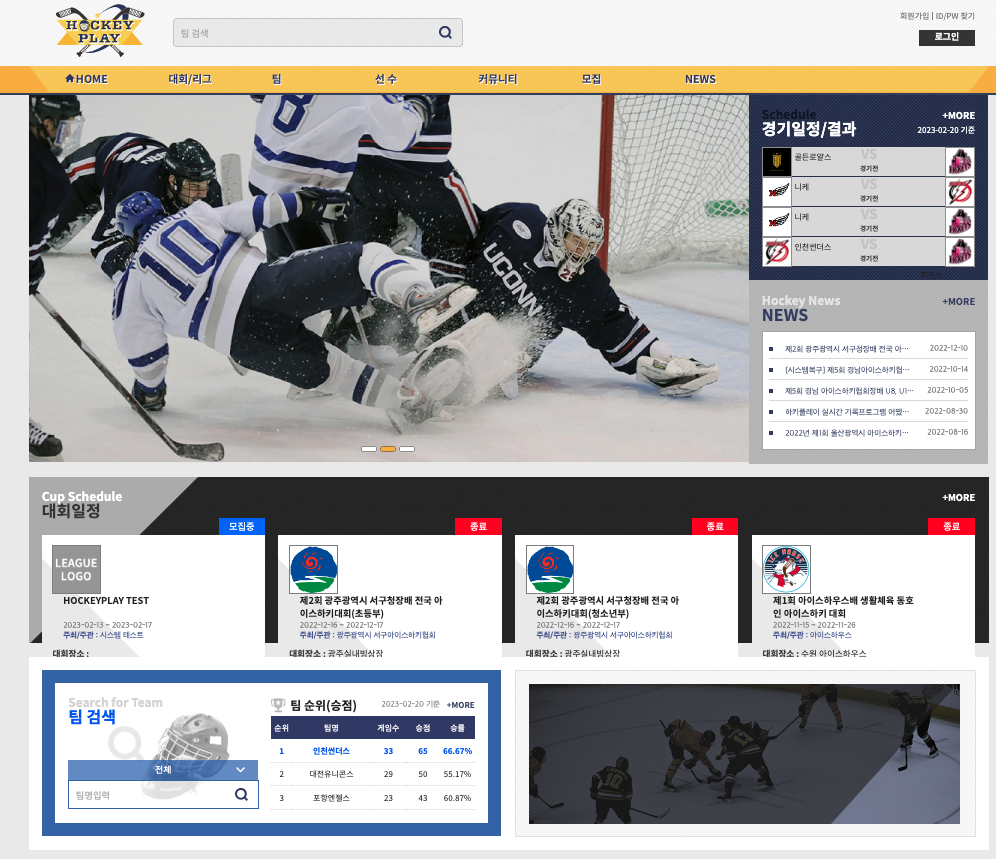 HOCKEY
PLAY
팀 검색
회원가입 | ID/PW 찾기
로그인
HOME
대회/리그
팀
선 수
커뮤니티
모집
NEWS
10
8
UCONN
Schedule
+MORE
경기일정/결과
2023-02-20 기준
골든로얄스
VS
경기전
니케
VS
경기전
니케
VS
경기전
인천썬더스
VS
경기전
Hockey News
+MORE
NEWS
제2회 광주광역시 서구청장배 전국 아…
2022-12-10
[시스템복구] 제5회 경남아이스하키협…
2022-10-14
제5회 경남 아이스하키협회장배 U8, U1…
2022-10-05
하키플레이 실시간 기록프로그램 어땠…
2022-08-30
2022년 제1회 울산광역시 아이스하키…
2022-08-16
Cup Schedule
+MORE
대회일정
모집중
LEAGUE
LOGO
HOCKEYPLAY TEST
2023-02-13 ~ 2023-02-17
주최/주관 : 시스템 테스트
대회장소 :
종료
제2회 광주광역시 서구청장배 전국 아
이스하키대회(초등부)
2022-12-16 ~ 2022-12-17
주최/주관 : 광주광역시 서구아이스하키협회
대회장소 : 광주실내빙상장
종료
제2회 광주광역시 서구청장배 전국 아
이스하키대회(청소년부)
2022-12-16 ~ 2022-12-17
주최/주관 : 광주광역시 서구아이스하키협회
대회장소 : 광주실내빙상장
종료
제1회 아이스하우스배 생활체육 동호
인 아이스하키 대회
2022-11-15 ~ 2022-11-26
주최/주관 : 아이스하우스
대회장소 : 수원 아이스하우스
Search for Team
팀 검색
전체
팀명입력
팀 순위(승점)
2023-02-20 기준
+MORE
순위 팀명 게임수 승점 승률
1 인천썬더스 33 65 66.67%
2 대전유니콘스 29 50 55.17%
3 포항엔젤스 23 43 60.87%